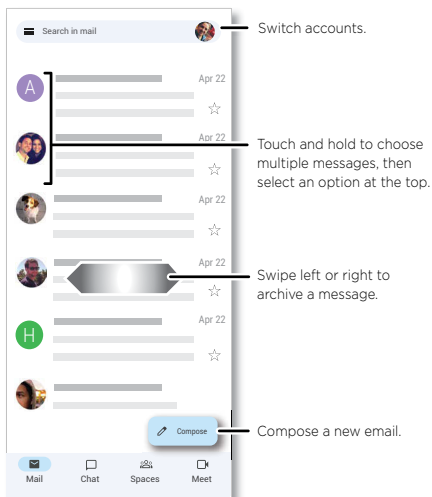 Search in mail
Switch accounts.
A
Apr 22
Apr 22
Touch and hold to choose
multiple messages, then
select an option at the top.
Apr 22
Apr 22
Swipe left or right to
archive a message.
H
Apr 22
Compose
Compose a new email.
Mail
Chat
Spaces
Meet